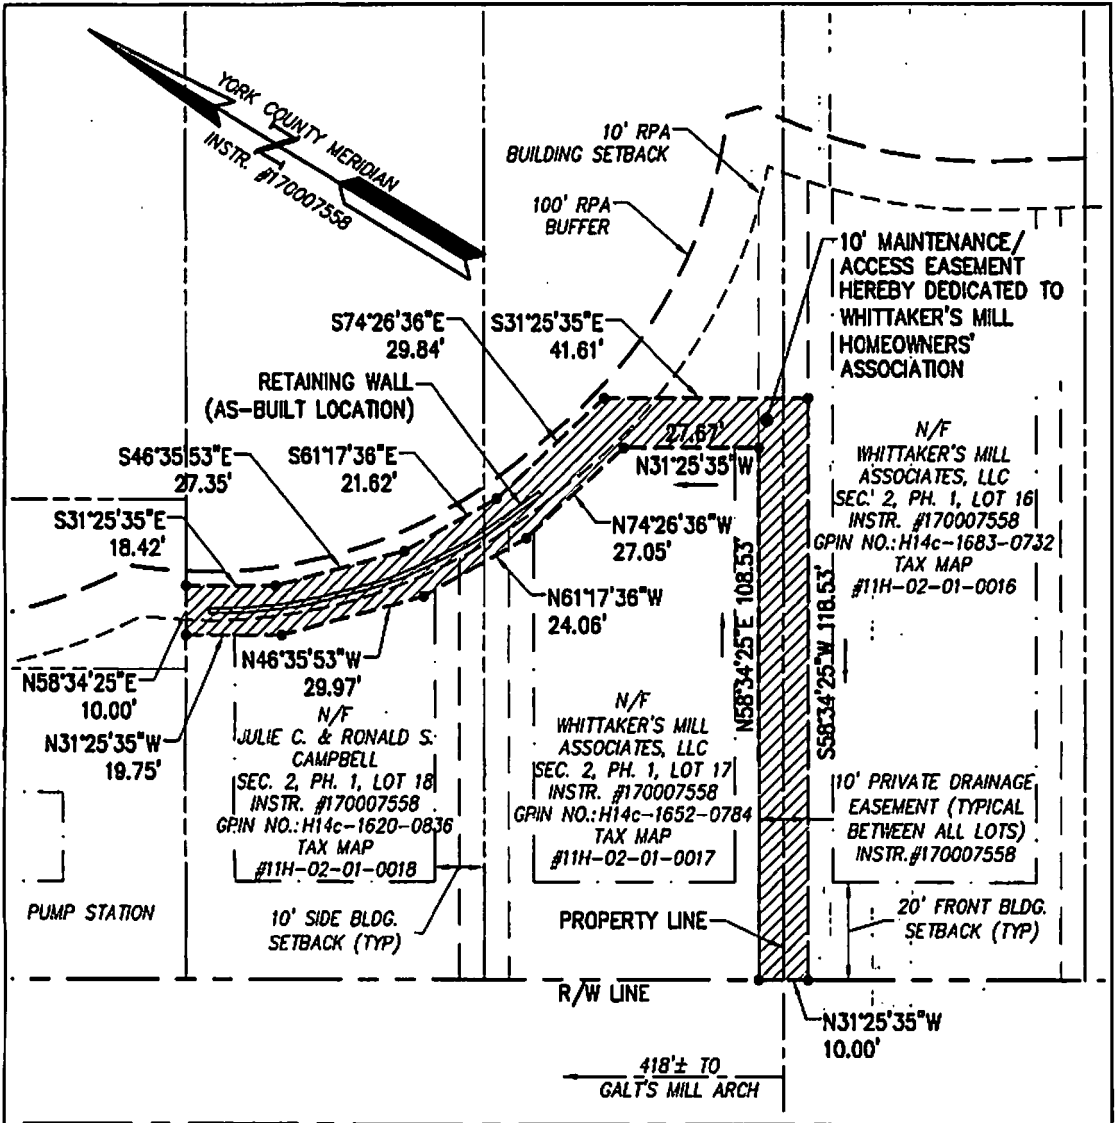 YORK COUNTY MERIDIAN
INSTR. #170007558
10' RPA
BUILDING SETBACK
100' RPA
BUFFER
10' MAINTENANCE/
ACCESS EASEMENT
HEREBY DEDICATED TO
WHITTAKER'S MILL
HOMEOWNERS'
ASSOCIATION
S74°26'36"E
29.84'
S31°25'35"E
41.61'
RETAINING WALL
(AS-BUILT LOCATION)
S46°35'53"E
27.35'
S61°17'36"E
21.62'
S31°25'35"E
18.42'
27.67'
N31°25'35"W
N/F
WHITTAKER'S MILL
ASSOCIATES, LLC
SEC. 2, PH. 1, LOT 16
INSTR. #170007558
GPIN NO.: H14c-1683-0732
TAX MAP
#11H-02-01-0016
N74°26'36"W
27.05'
N61°17'36"W
24.06'
N58°34'25"E 108.53'
S58°34'25"W 118.53'
N58°34'25"E
10.00'
N46°35'53"W
29.97'
N31°25'35"W
19.75'
N/F
JULIE C. & RONALD S.
CAMPBELL
SEC. 2, PH. 1, LOT 18
INSTR. #170007558
GPIN NO.: H14c-1620-0836
TAX MAP
#11H-02-01-0018
N/F
WHITTAKER'S MILL
ASSOCIATES, LLC
SEC. 2, PH. 1, LOT 17
INSTR. #170007558
GPIN NO.: H14c-1652-0784
TAX MAP
#11H-02-01-0017
10' PRIVATE DRAINAGE
EASEMENT (TYPICAL
BETWEEN ALL LOTS)
INSTR.#170007558
PUMP STATION
10' SIDE BLDG.
SETBACK (TYP)
PROPERTY LINE
20' FRONT BLDG.
SETBACK (TYP)
R/W LINE
N31°25'35"W
10.00'
418'± TO
GALT'S MILL ARCH